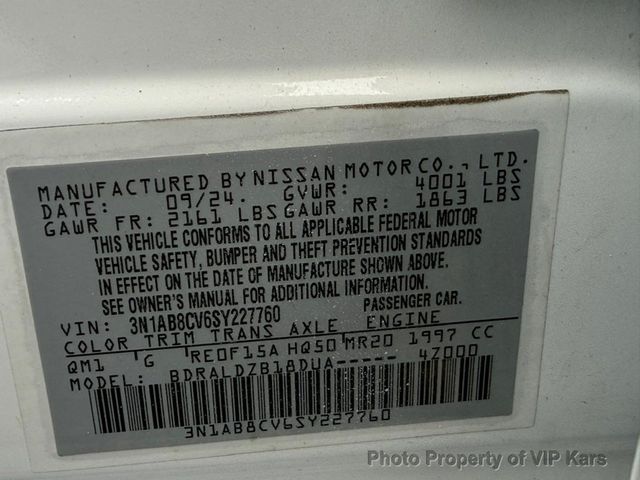 MANUFACTURED BY NISSAN MOTOR CO., LTD.
DATE: 09/24. GVWR: 4001 LBS
GAWR FR: 2161 LBS GAWR RR: 1863 LBS
THIS VEHICLE CONFORMS TO ALL APPLICABLE FEDERAL MOTOR
VEHICLE SAFETY, BUMPER AND THEFT PREVENTION STANDARDS
IN EFFECT ON THE DATE OF MANUFACTURE SHOWN ABOVE.
SEE OWNER'S MANUAL FOR ADDITIONAL INFORMATION.
VIN: 3N1AB8CV6SY227760 PASSENGER CAR.
COLOR TRIM TRANS AXLE ENGINE
QM1 G RE0F15A HQ50 MR20 1997 CC
MODEL: BDRALDZB18DUA----- 47000
3N1AB8CV6SY227760
Photo Property of VIP Kars